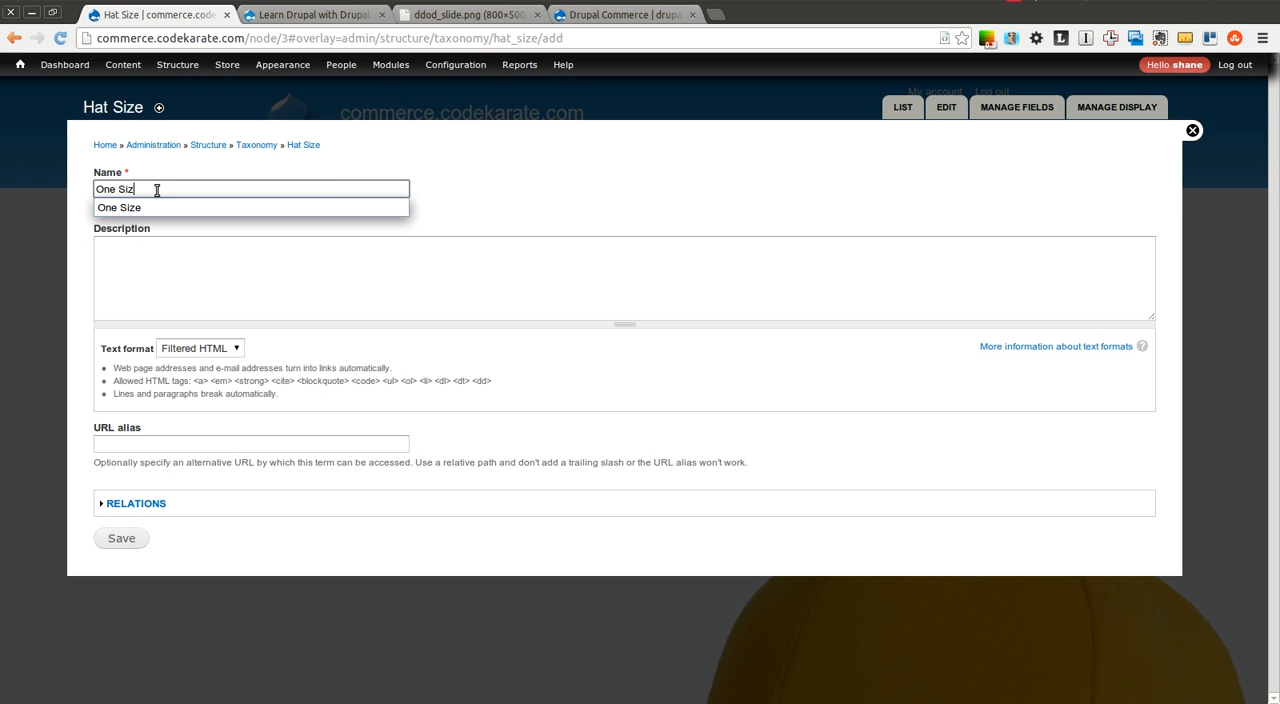 Hat Size | commerce.code
Learn Drupal with Drupal
ddod_slide.png (800×500
Drupal Commerce | drupa
commerce.codekarate.com/node/3#overlay=admin/structure/taxonomy/hat_size/add
Dashboard Content Structure Store Appearance People Modules Configuration Reports Help Hello shane Log out
My account Log out
Hat Size
commerce.codekarate.com
LIST EDIT MANAGE FIELDS MANAGE DISPLAY
Home » Administration » Structure » Taxonomy » Hat Size
Name *
One Siz
One Size
Description
Text format Filtered HTML
More information about text formats ?
Web page addresses and e-mail addresses turn into links automatically.
Allowed HTML tags: <a> <em> <strong> <cite> <blockquote> <code> <ul> <ol> <li> <dl> <dt> <dd>
Lines and paragraphs break automatically.
URL alias
Optionally specify an alternative URL by which this term can be accessed. Use a relative path and don't add a trailing slash or the URL alias won't work.
RELATIONS
Save